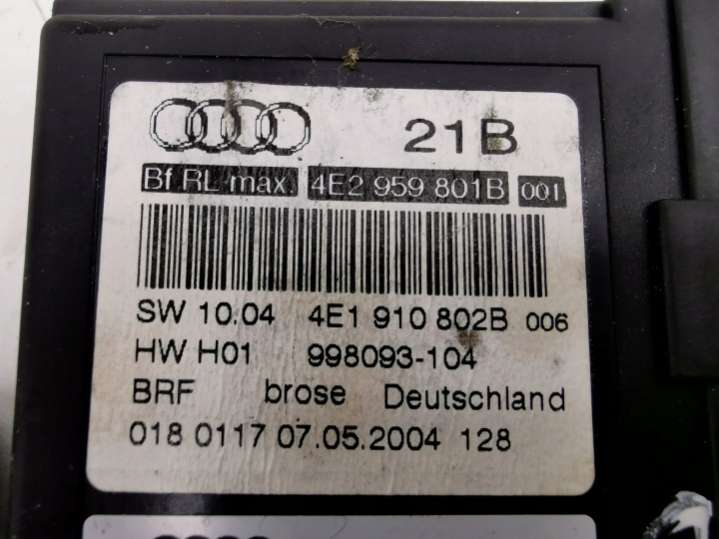 21B
Bf RL max. 4E2 959 801B 001
SW 10.04 4E1 910 802B 006
HW H01 998093-104
BRF brose Deutschland
018 0117 07.05.2004 128